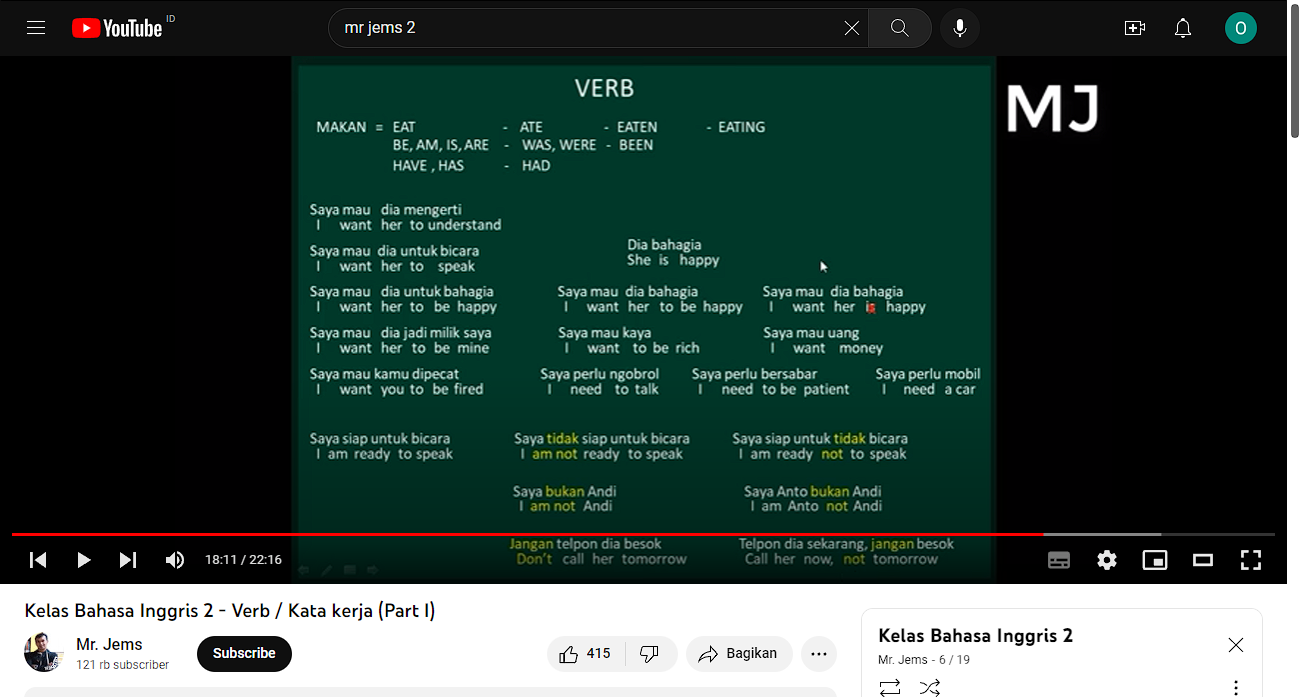 YouTube ID
mr jems 2
O
MJ
VERB
MAKAN = EAT - ATE - EATEN - EATING
BE, AM, IS, ARE - WAS, WERE - BEEN
HAVE , HAS - HAD
Saya mau dia mengerti
I want her to understand
Saya mau dia untuk bicara
I want her to speak
Dia bahagia
She is happy
Saya mau dia untuk bahagia
I want her to be happy
Saya mau dia bahagia
I want her to be happy
Saya mau dia bahagia
I want her is happy
Saya mau dia jadi milik saya
I want her to be mine
Saya mau kaya
I want to be rich
Saya mau uang
I want money
Saya mau kamu dipecat
I want you to be fired
Saya perlu ngobrol
I need to talk
Saya perlu bersabar
I need to be patient
Saya perlu mobil
I need a car
Saya siap untuk bicara
I am ready to speak
Saya tidak siap untuk bicara
I am not ready to speak
Saya siap untuk tidak bicara
I am ready not to speak
Saya bukan Andi
I am not Andi
Saya Anto bukan Andi
I am Anto not Andi
Jangan telpon dia besok
Don't call her tomorrow
Telpon dia sekarang, jangan besok
Call her now, not tomorrow
18:11 / 22:16
Kelas Bahasa Inggris 2 - Verb / Kata kerja (Part I)
Mr. Jems
121 rb subscriber
Subscribe
415
Bagikan
Kelas Bahasa Inggris 2
Mr. Jems - 6 / 19